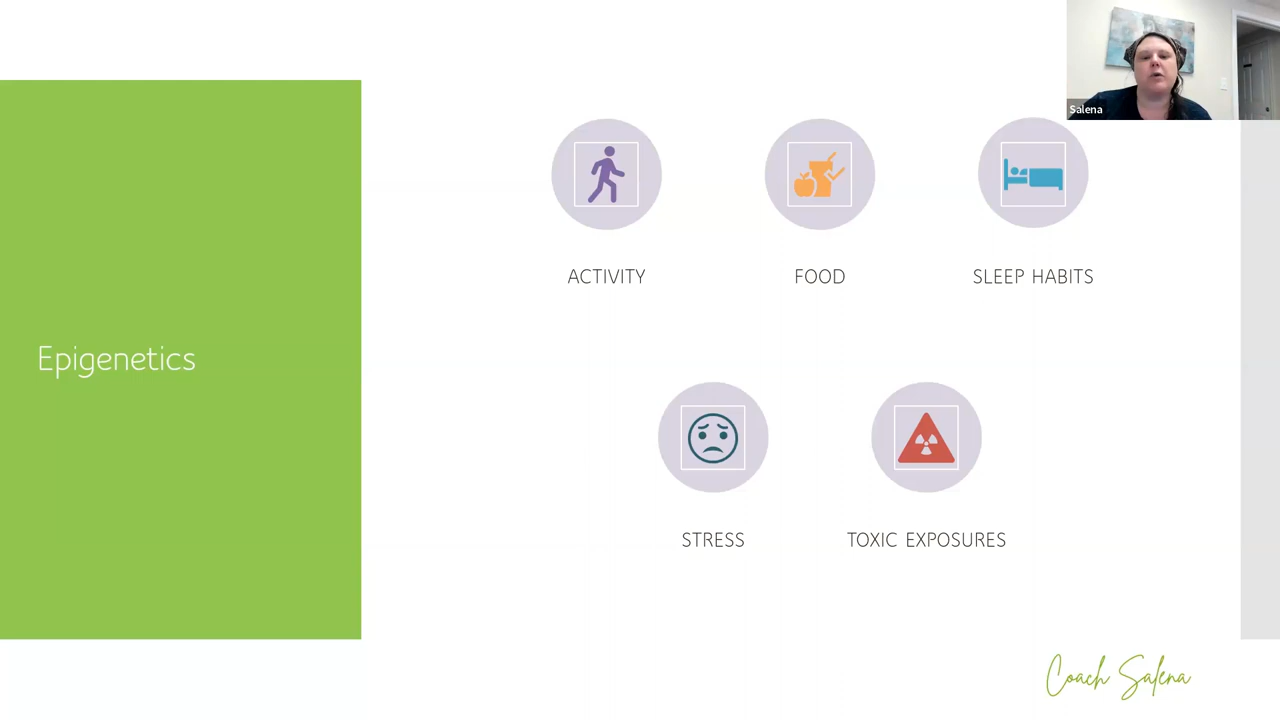 Salena
ACTIVITY
FOOD
SLEEP HABITS
Epigenetics
STRESS
TOXIC EXPOSURES
Coach Salena